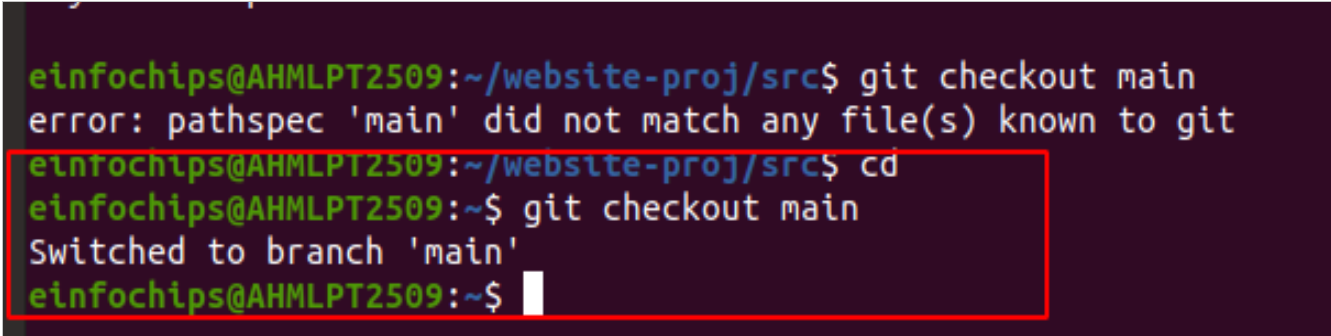 einfochips@AHMLPT2509:~/website-proj/src$ git checkout main
error: pathspec 'main' did not match any file(s) known to git
einfochips@AHMLPT2509:~/website-proj/src$ cd
einfochips@AHMLPT2509:~$ git checkout main
Switched to branch 'main'
einfochips@AHMLPT2509:~$